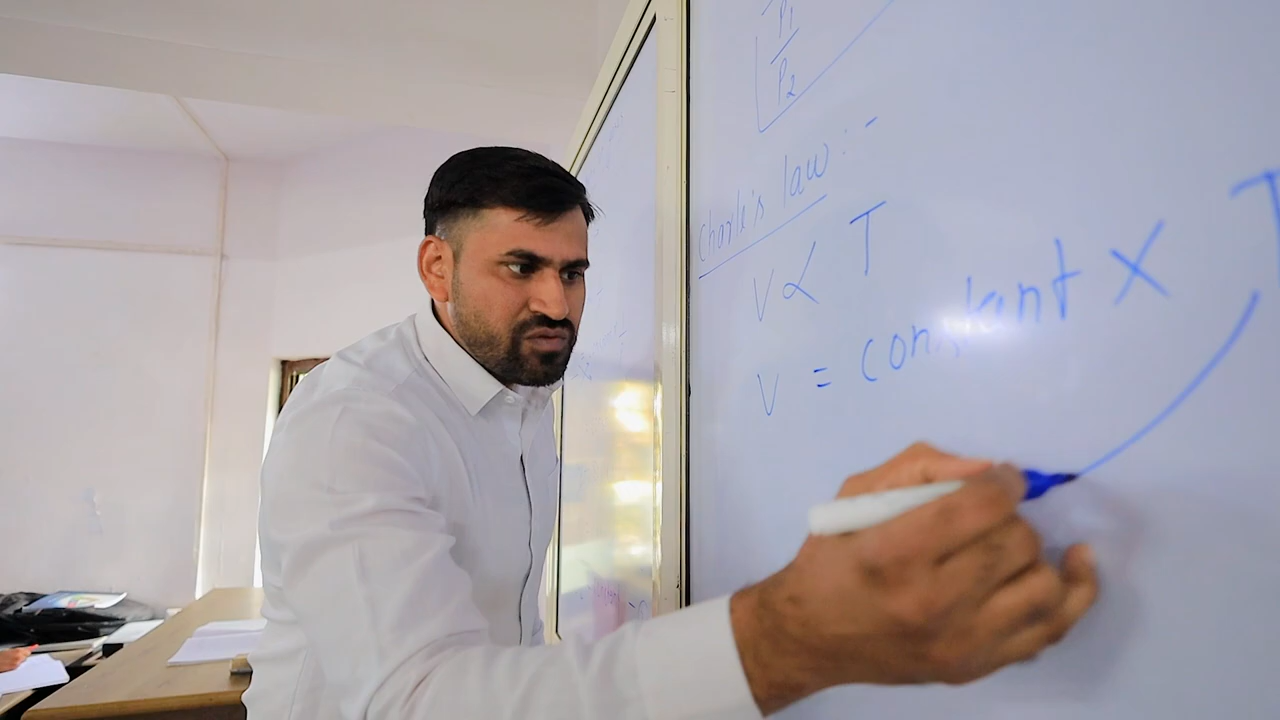 P₁
P₂
Charle's law :-
V ∝ T
V = constant × T